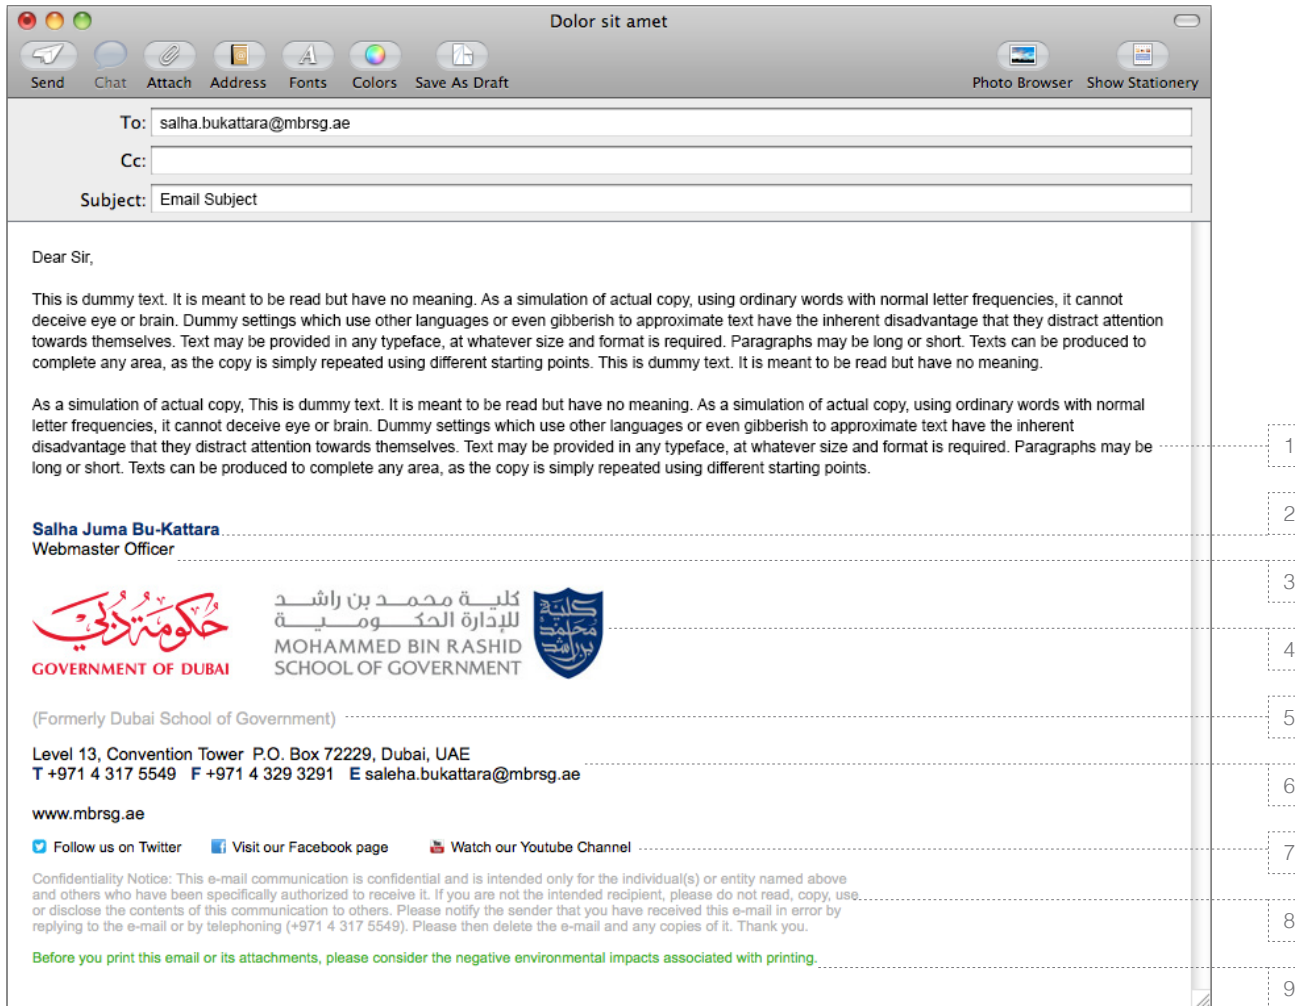 Dolor sit amet
Send Chat Attach Address Fonts Colors Save As Draft Photo Browser Show Stationery
To: salha.bukattara@mbrsg.ae
Cc:
Subject: Email Subject
Dear Sir,
This is dummy text. It is meant to be read but have no meaning. As a simulation of actual copy, using ordinary words with normal letter frequencies, it cannot
deceive eye or brain. Dummy settings which use other languages or even gibberish to approximate text have the inherent disadvantage that they distract attention
towards themselves. Text may be provided in any typeface, at whatever size and format is required. Paragraphs may be long or short. Texts can be produced to
complete any area, as the copy is simply repeated using different starting points. This is dummy text. It is meant to be read but have no meaning.
As a simulation of actual copy, This is dummy text. It is meant to be read but have no meaning. As a simulation of actual copy, using ordinary words with normal
letter frequencies, it cannot deceive eye or brain. Dummy settings which use other languages or even gibberish to approximate text have the inherent
disadvantage that they distract attention towards themselves. Text may be provided in any typeface, at whatever size and format is required. Paragraphs may be
1
long or short. Texts can be produced to complete any area, as the copy is simply repeated using different starting points.
2
Salha Juma Bu-Kattara
Webmaster Officer
3
حكومة دبي
GOVERNMENT OF DUBAI
كليـــة محمـــد بن راشـــد
للإدارة الحكـــومـــيـــة
MOHAMMED BIN RASHID
SCHOOL OF GOVERNMENT
كلية
محمد
بن راشد
4
(Formerly Dubai School of Government)
5
Level 13, Convention Tower P.O. Box 72229, Dubai, UAE
T +971 4 317 5549 F +971 4 329 3291 E saleha.bukattara@mbrsg.ae
6
www.mbrsg.ae
Follow us on Twitter Visit our Facebook page Watch our Youtube Channel
7
Confidentiality Notice: This e-mail communication is confidential and is intended only for the individual(s) or entity named above
and others who have been specifically authorized to receive it. If you are not the intended recipient, please do not read, copy, use
or disclose the contents of this communication to others. Please notify the sender that you have received this e-mail in error by
replying to the e-mail or by telephoning (+971 4 317 5549). Please then delete the e-mail and any copies of it. Thank you.
8
Before you print this email or its attachments, please consider the negative environmental impacts associated with printing.
9